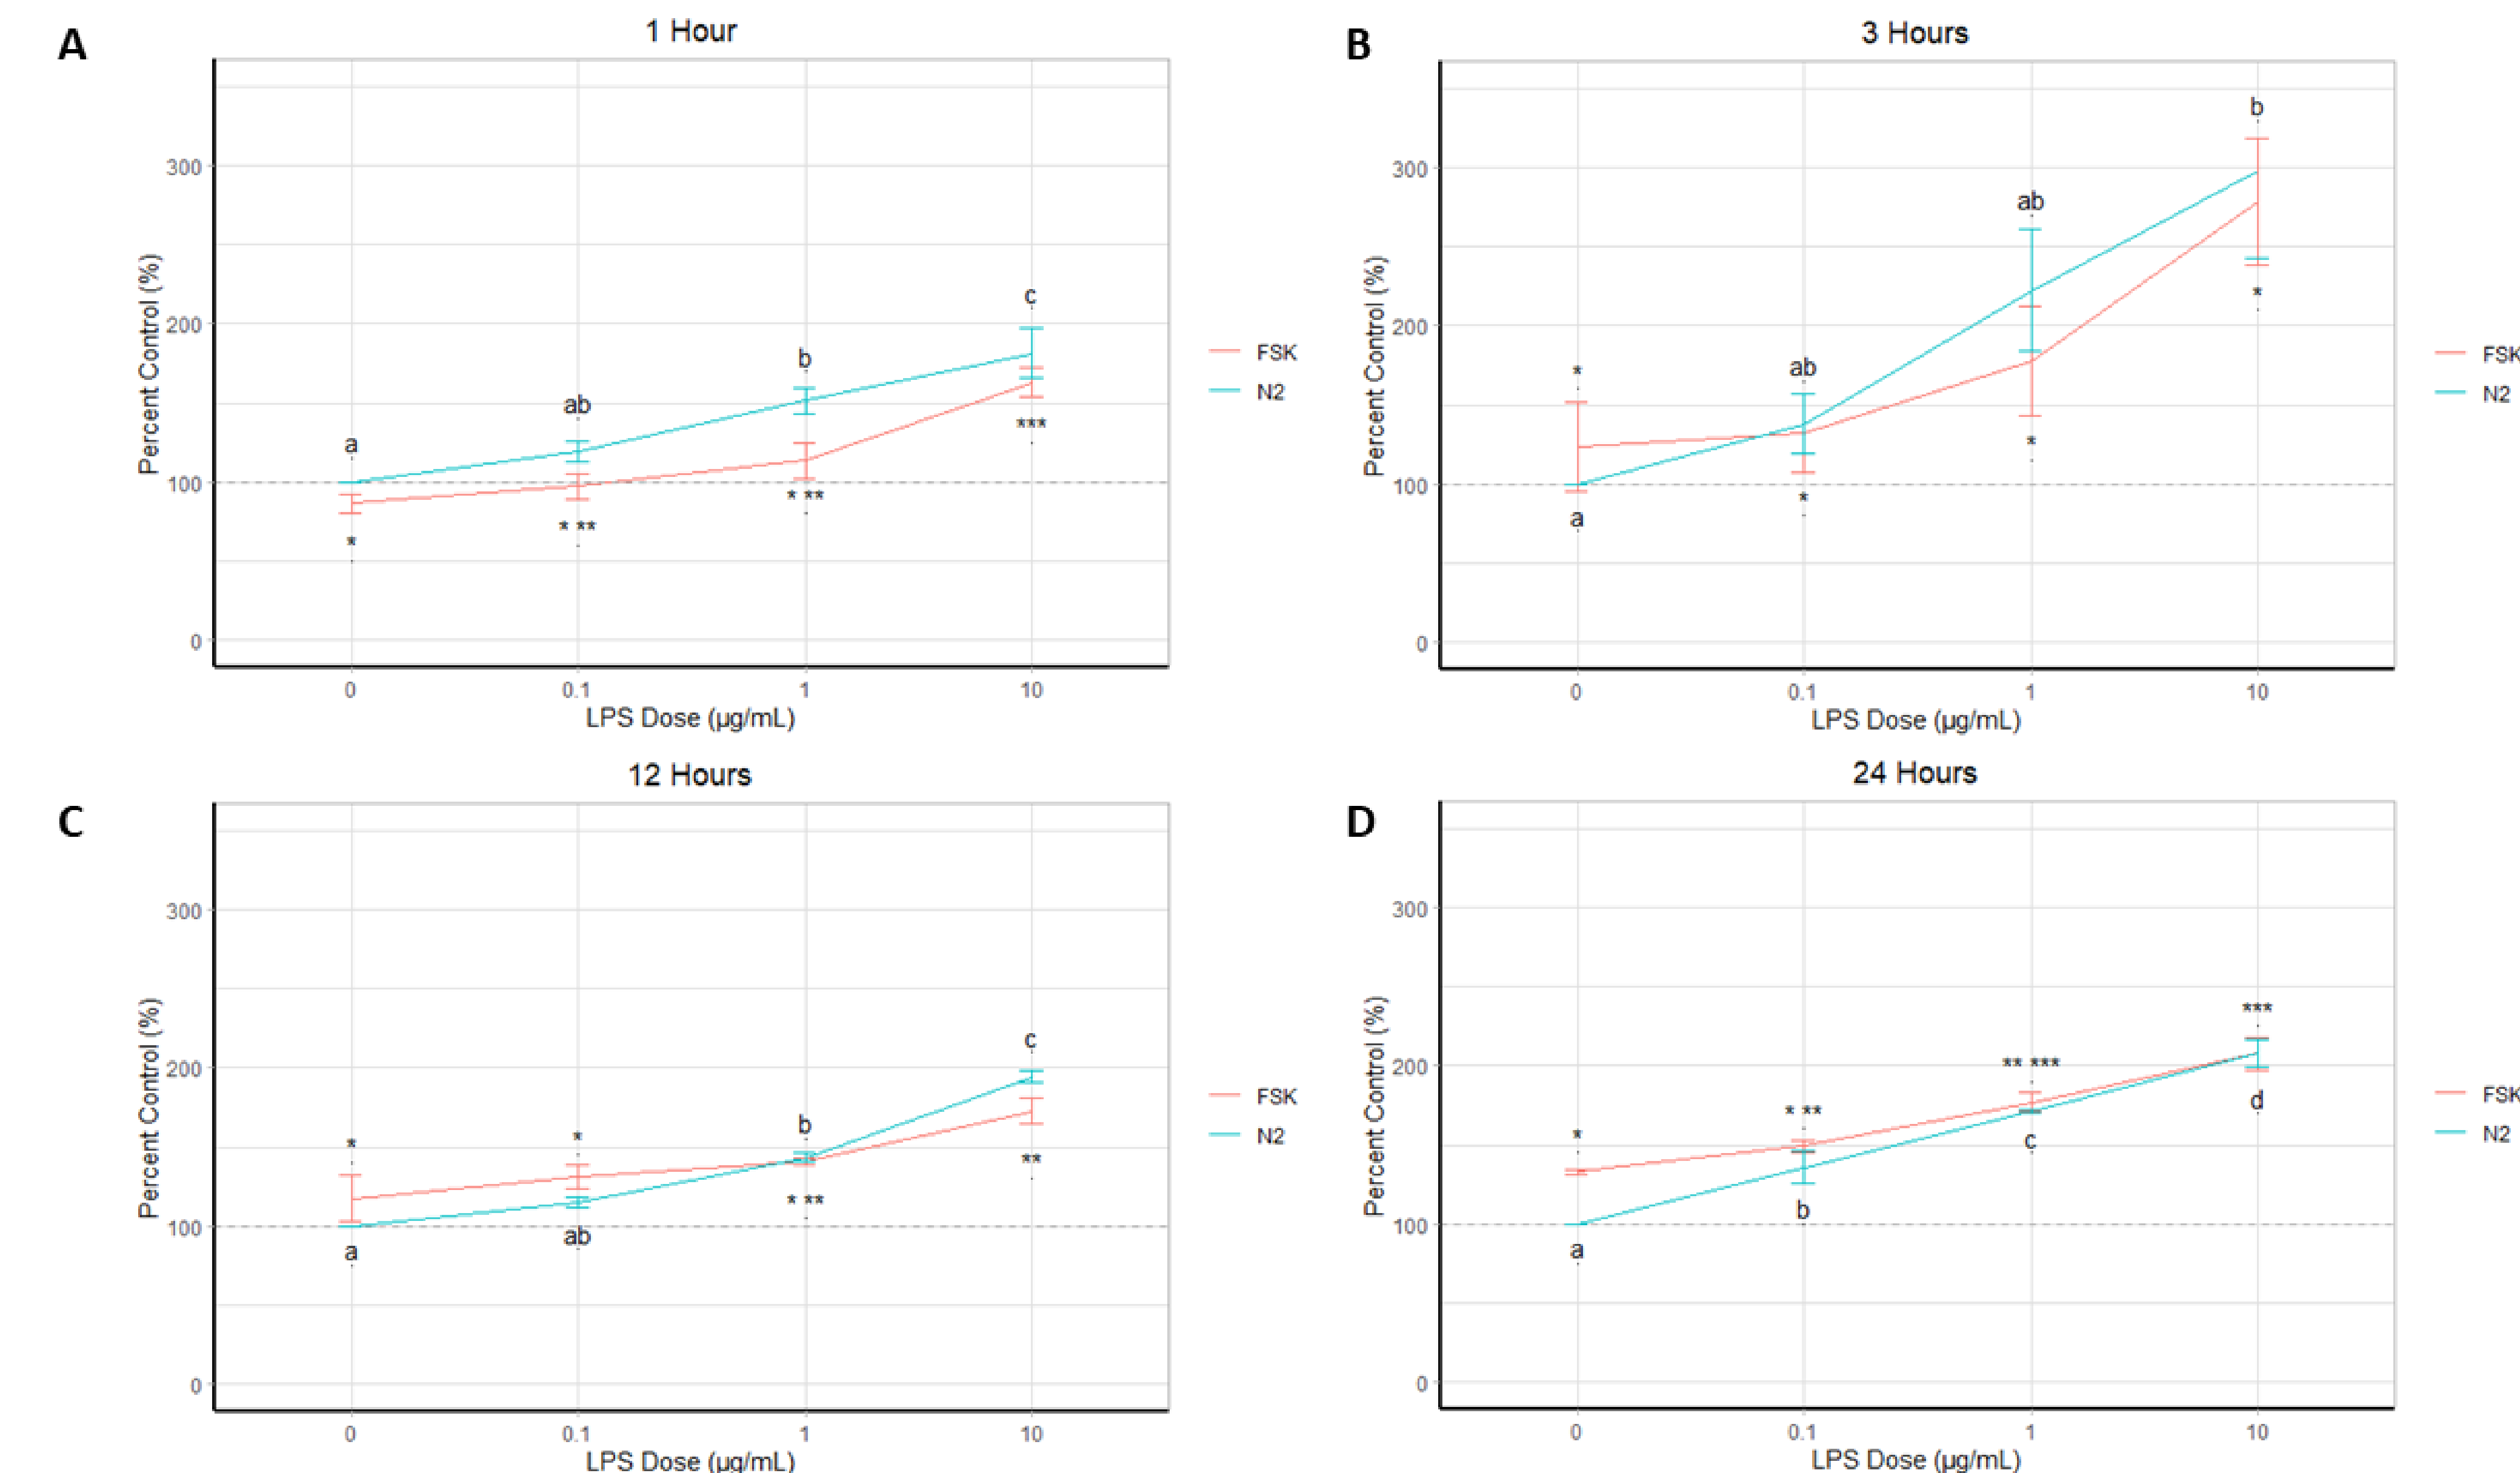 A
1 Hour
Percent Control (%)
300
200
100
0
a
ab
b
c
*
* **
* **
***
0 0.1 1 10
LPS Dose (µg/mL)
FSK
N2
B
3 Hours
Percent Control (%)
300
200
100
0
*
a
ab
*
ab
*
b
*
0 0.1 1 10
LPS Dose (µg/mL)
FSK
N2
C
12 Hours
Percent Control (%)
300
200
100
0
*
a
*
ab
b
* **
c
**
0 0.1 1 10
LPS Dose (µg/mL)
FSK
N2
D
24 Hours
Percent Control (%)
300
200
100
0
*
a
* **
b
** ***
c
***
d
0 0.1 1 10
LPS Dose (µg/mL)
FSK
N2